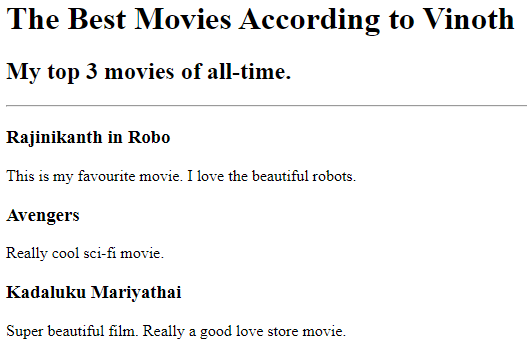 The Best Movies According to Vinoth
My top 3 movies of all-time.
Rajinikanth in Robo
This is my favourite movie. I love the beautiful robots.
Avengers
Really cool sci-fi movie.
Kadaluku Mariyathai
Super beautiful film. Really a good love store movie.